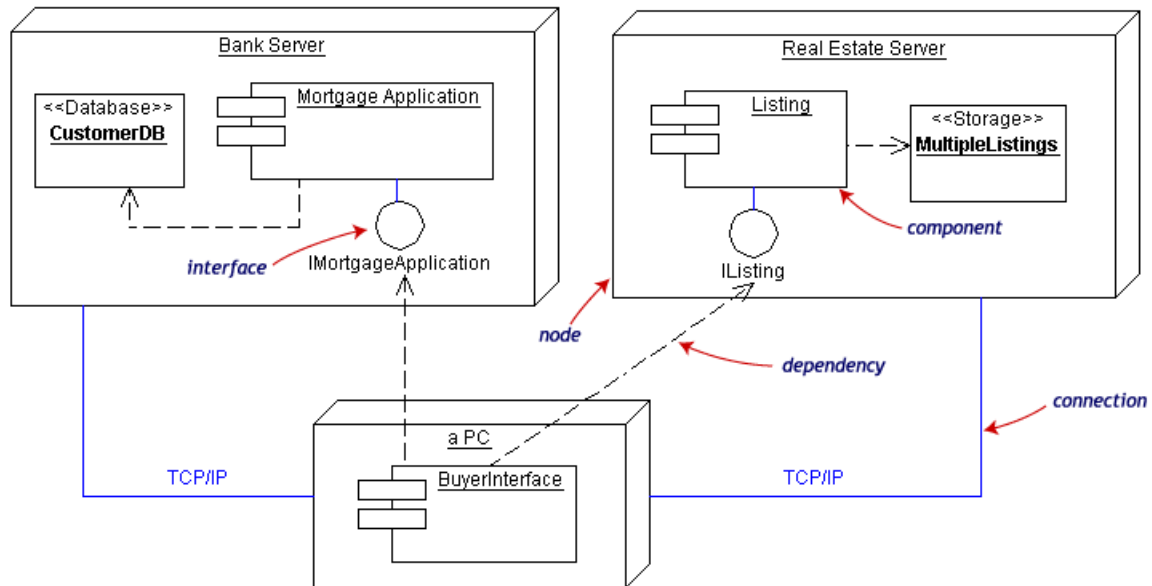 Bank Server
Mortgage Application
<<Database>>
CustomerDB
interface
IMortgageApplication
Real Estate Server
Listing
<<Storage>>
MultipleListings
component
IListing
node
dependency
connection
a PC
BuyerInterface
TCP/IP
TCP/IP